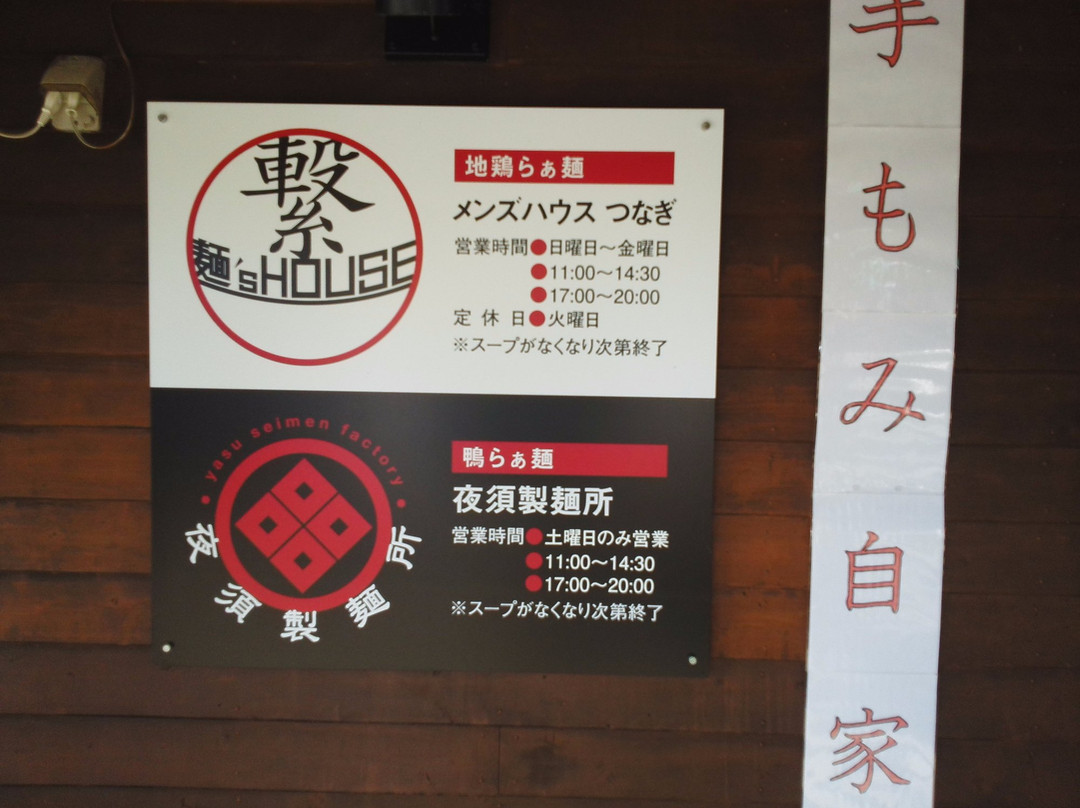 繋
麺'sHOUSE
地鶏らぁ麺
メンズハウス つなぎ
営業時間●日曜日～金曜日
●11:00～14:30
●17:00～20:00
定 休 日●火曜日
※スープがなくなり次第終了
yasu seimen factory
夜須製麺所
鴨らぁ麺
夜須製麺所
営業時間●土曜日のみ営業
●11:00～14:30
●17:00～20:00
※スープがなくなり次第終了
手もみ自家